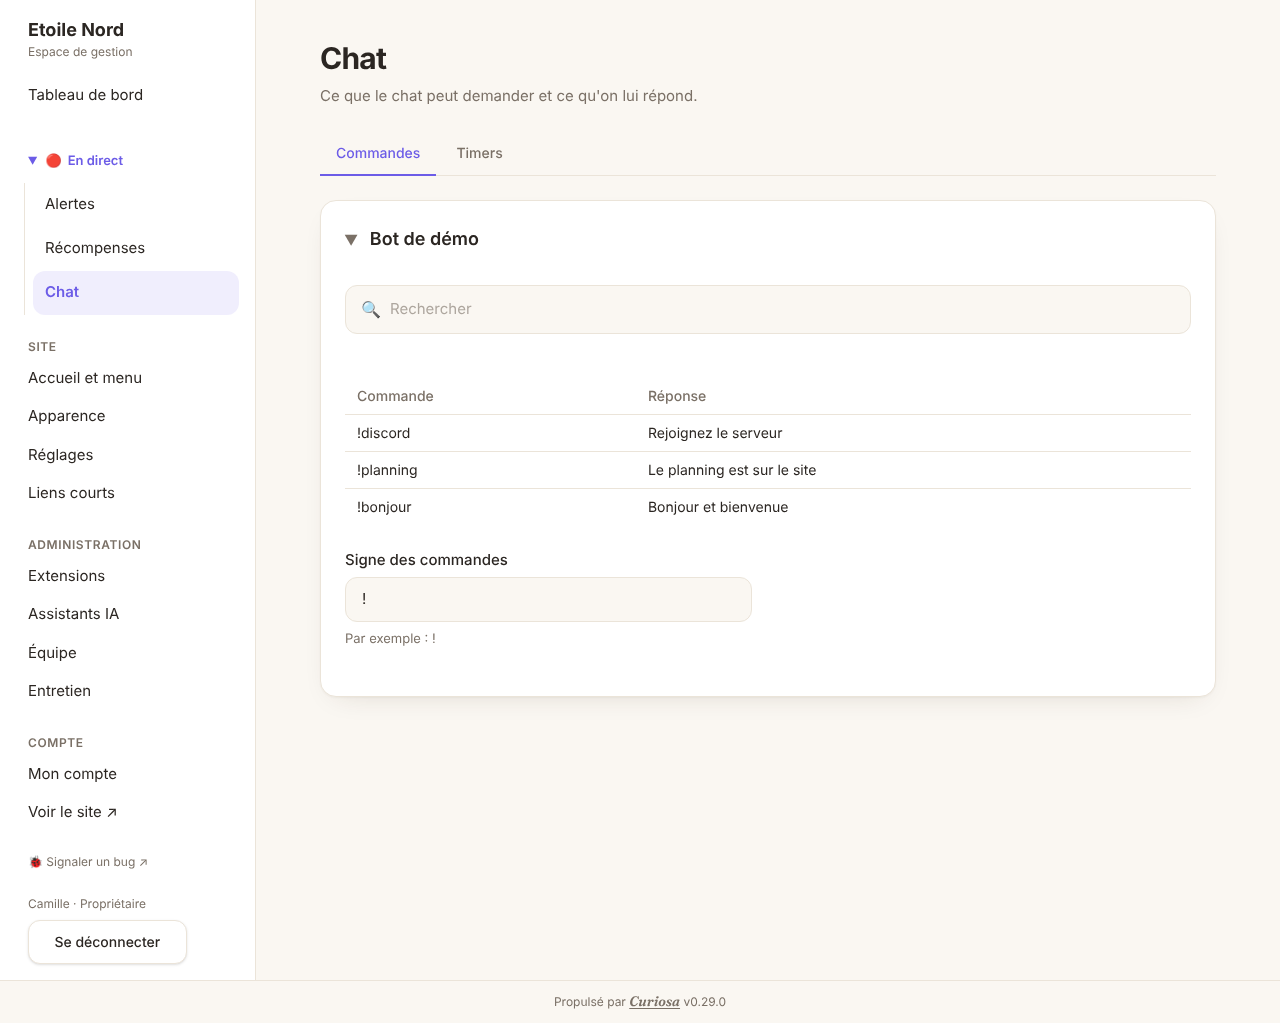 Etoile Nord
Espace de gestion
Tableau de bord
En direct
Alertes
Récompenses
Chat
SITE
Accueil et menu
Apparence
Réglages
Liens courts
ADMINISTRATION
Extensions
Assistants IA
Équipe
Entretien
COMPTE
Mon compte
Voir le site ↗
Signaler un bug ↗
Camille · Propriétaire
Se déconnecter
Chat
Ce que le chat peut demander et ce qu'on lui répond.
Commandes Timers
Bot de démo
Rechercher
Commande Réponse
!discord Rejoignez le serveur
!planning Le planning est sur le site
!bonjour Bonjour et bienvenue
Signe des commandes
!
Par exemple : !
Propulsé par Curiosa v0.29.0